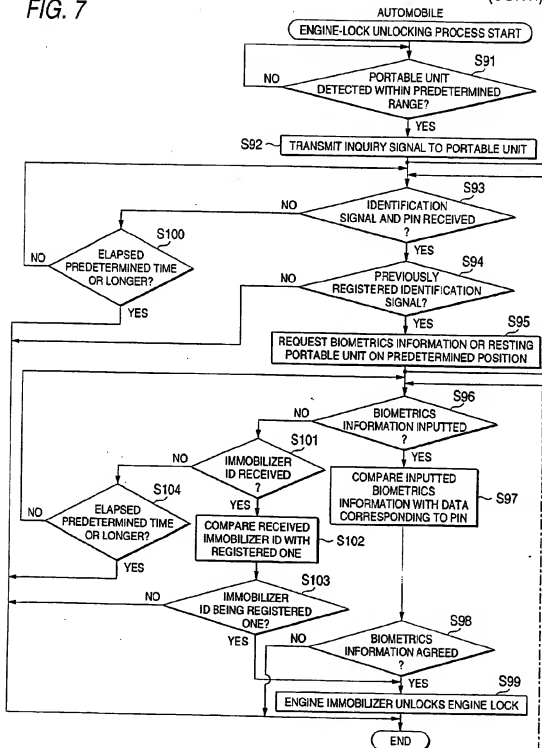 FIG. 7
AUTOMOBILE
ENGINE-LOCK UNLOCKING PROCESS START
S91
NO
PORTABLE UNIT
DETECTED WITHIN PREDETERMINED
RANGE?
YES
S92
TRANSMIT INQUIRY SIGNAL TO PORTABLE UNIT
S93
NO
IDENTIFICATION
SIGNAL AND PIN RECEIVED
?
YES
S100
NO
ELAPSED
PREDETERMINED TIME
OR LONGER?
YES
S94
NO
PREVIOUSLY
REGISTERED IDENTIFICATION
SIGNAL?
YES
S95
REQUEST BIOMETRICS INFORMATION OR RESTING
PORTABLE UNIT ON PREDETERMINED POSITION
S96
NO
BIOMETRICS
INFORMATION INPUTTED
?
YES
S101
NO
IMMOBILIZER
ID RECEIVED
?
YES
S97
COMPARE INPUTTED
BIOMETRICS
INFORMATION WITH DATA
CORRESPONDING TO PIN
S104
NO
ELAPSED
PREDETERMINED TIME
OR LONGER?
YES
COMPARE RECEIVED
IMMOBILIZER ID WITH
REGISTERED ONE
S102
S103
NO
IMMOBILIZER
ID BEING REGISTERED
ONE?
YES
S98
NO
BIOMETRICS
INFORMATION AGREED
?
YES
S99
ENGINE IMMOBILIZER UNLOCKS ENGINE LOCK
END